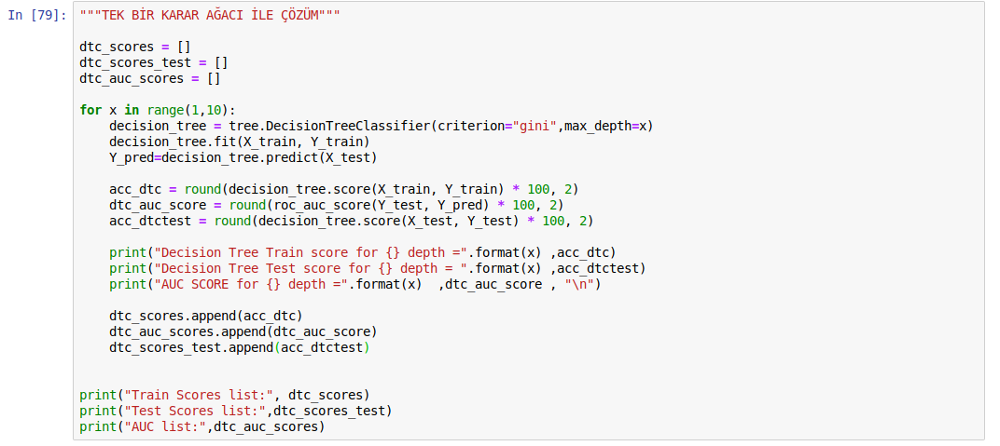 In [79]: """TEK BİR KARAR AĞACI İLE ÇÖZÜM"""
dtc_scores = []
dtc_scores_test = []
dtc_auc_scores = []
for x in range(1,10):
    decision_tree = tree.DecisionTreeClassifier(criterion="gini",max_depth=x)
    decision_tree.fit(X_train, Y_train)
    Y_pred=decision_tree.predict(X_test)
    acc_dtc = round(decision_tree.score(X_train, Y_train) * 100, 2)
    dtc_auc_score = round(roc_auc_score(Y_test, Y_pred) * 100, 2)
    acc_dtctest = round(decision_tree.score(X_test, Y_test) * 100, 2)
    print("Decision Tree Train score for {} depth =".format(x) ,acc_dtc)
    print("Decision Tree Test score for {} depth = ".format(x) ,acc_dtctest)
    print("AUC SCORE for {} depth =".format(x)  ,dtc_auc_score , "\n")
    dtc_scores.append(acc_dtc)
    dtc_auc_scores.append(dtc_auc_score)
    dtc_scores_test.append(acc_dtctest)
print("Train Scores list:", dtc_scores)
print("Test Scores list:",dtc_scores_test)
print("AUC list:",dtc_auc_scores)